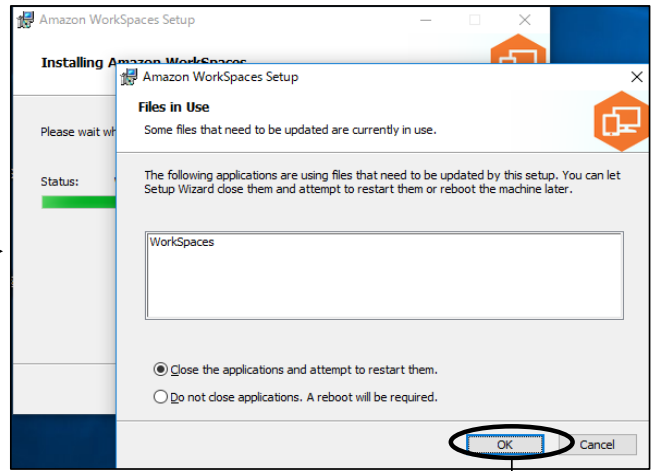 Amazon WorkSpaces Setup
Installing Amazon WorkSpaces
Amazon WorkSpaces Setup
Files in Use
Some files that need to be updated are currently in use.
Please wait wh
The following applications are using files that need to be updated by this setup. You can let
Setup Wizard close them and attempt to restart them or reboot the machine later.
Status:
WorkSpaces
Close the applications and attempt to restart them.
Do not close applications. A reboot will be required.
OK
Cancel